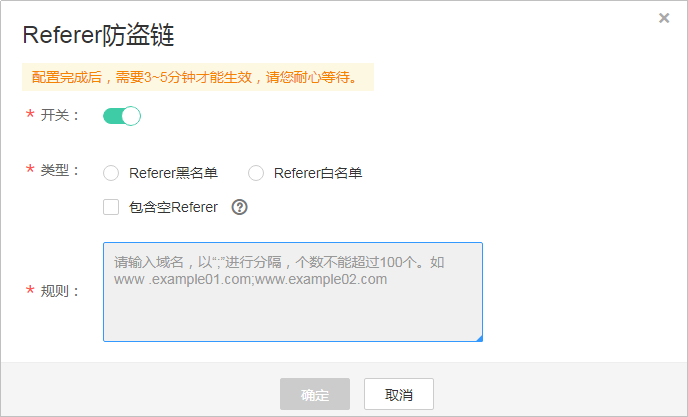 Referer防盗链
配置完成后，需要3~5分钟才能生效，请您耐心等待。
* 开关：
* 类型： Referer黑名单 Referer白名单
包含空Referer ?
请输入域名，以“;”进行分隔，个数不能超过100个。如
www .example01.com;www.example02.com
* 规则：
确定 取消